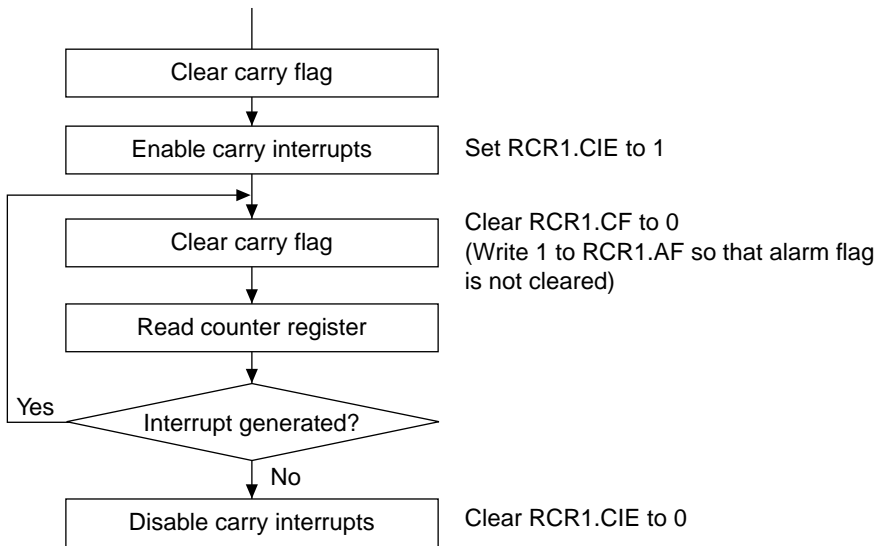 Clear carry flag
Enable carry interrupts
Set RCR1.CIE to 1
Clear carry flag
Clear RCR1.CF to 0
(Write 1 to RCR1.AF so that alarm flag
is not cleared)
Read counter register
Yes
Interrupt generated?
No
Disable carry interrupts
Clear RCR1.CIE to 0